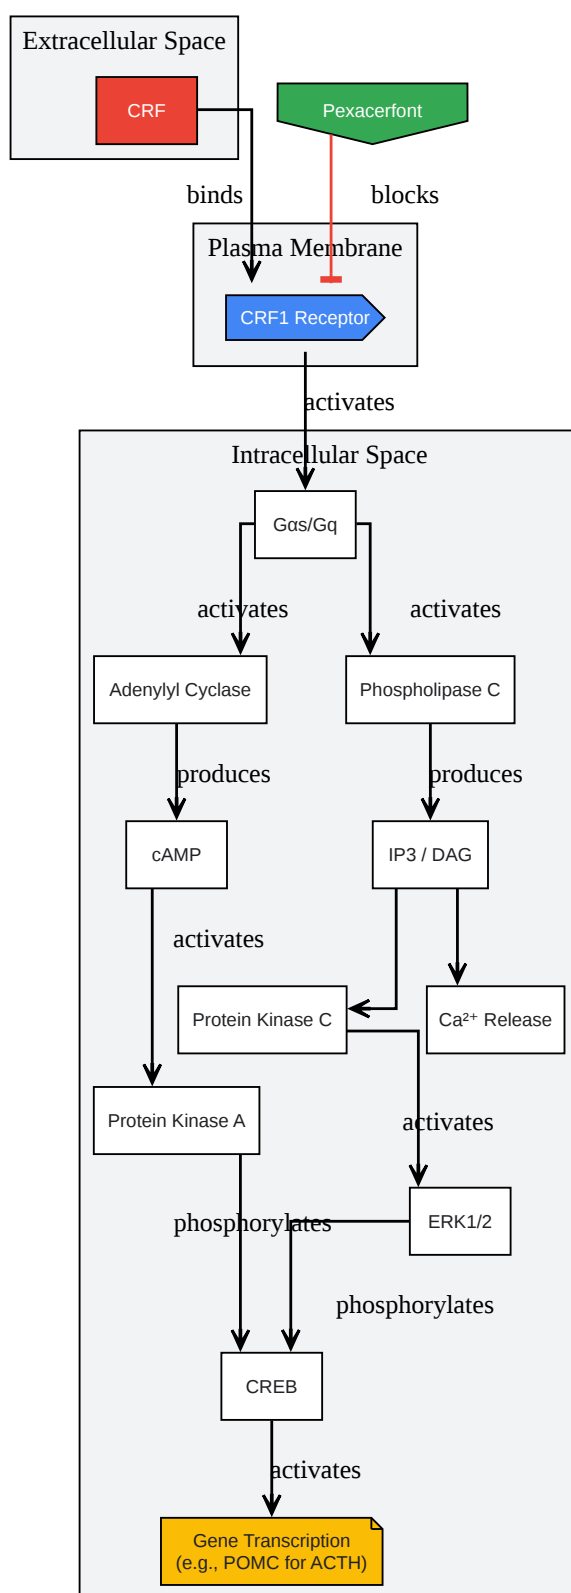 Extracellular Space
CRF
Pexacerfont
binds
blocks
Plasma Membrane
CRF1 Receptor
activates
Intracellular Space
Gαs/Gq
activates
activates
Adenylyl Cyclase
Phospholipase C
produces
produces
cAMP
IP3 / DAG
activates
Protein Kinase C
Ca²⁺ Release
Protein Kinase A
activates
phosphorylates
ERK1/2
phosphorylates
CREB
activates
Gene Transcription
(e.g., POMC for ACTH)